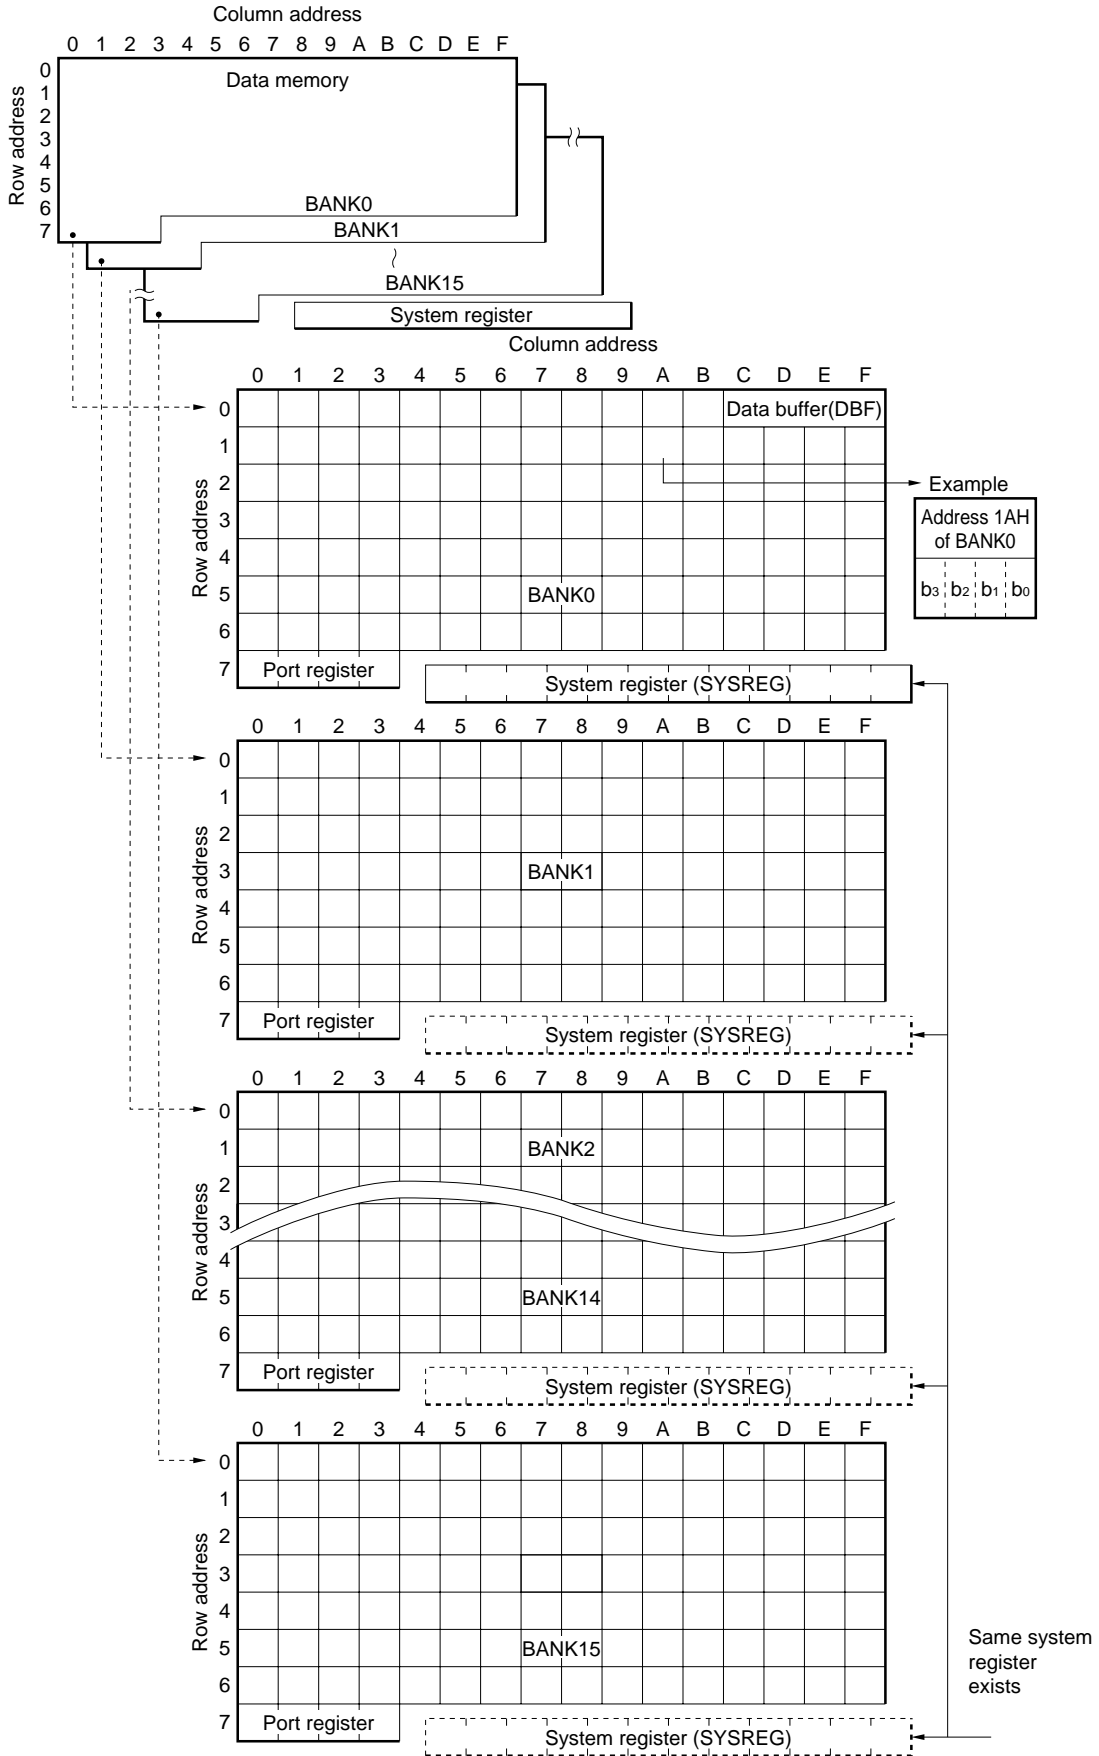 Column address
0 1 2 3 4 5 6 7 8 9 A B C D E F
Row address
0
1
2
3
4
5
6
7
Data memory
BANK0
BANK1
BANK15
System register
Column address
0 1 2 3 4 5 6 7 8 9 A B C D E F
Row address
0
Data buffer(DBF)
1
2
3
4
5
BANK0
6
7
Port register
System register (SYSREG)
Example
Address 1AH
of BANK0
b3 b2 b1 b0
0 1 2 3 4 5 6 7 8 9 A B C D E F
Row address
0
1
2
3
BANK1
4
5
6
7
Port register
System register (SYSREG)
0 1 2 3 4 5 6 7 8 9 A B C D E F
Row address
0
1
BANK2
2
3
4
5
BANK14
6
7
Port register
System register (SYSREG)
0 1 2 3 4 5 6 7 8 9 A B C D E F
Row address
0
1
2
3
4
5
BANK15
6
7
Port register
System register (SYSREG)
Same system
register
exists